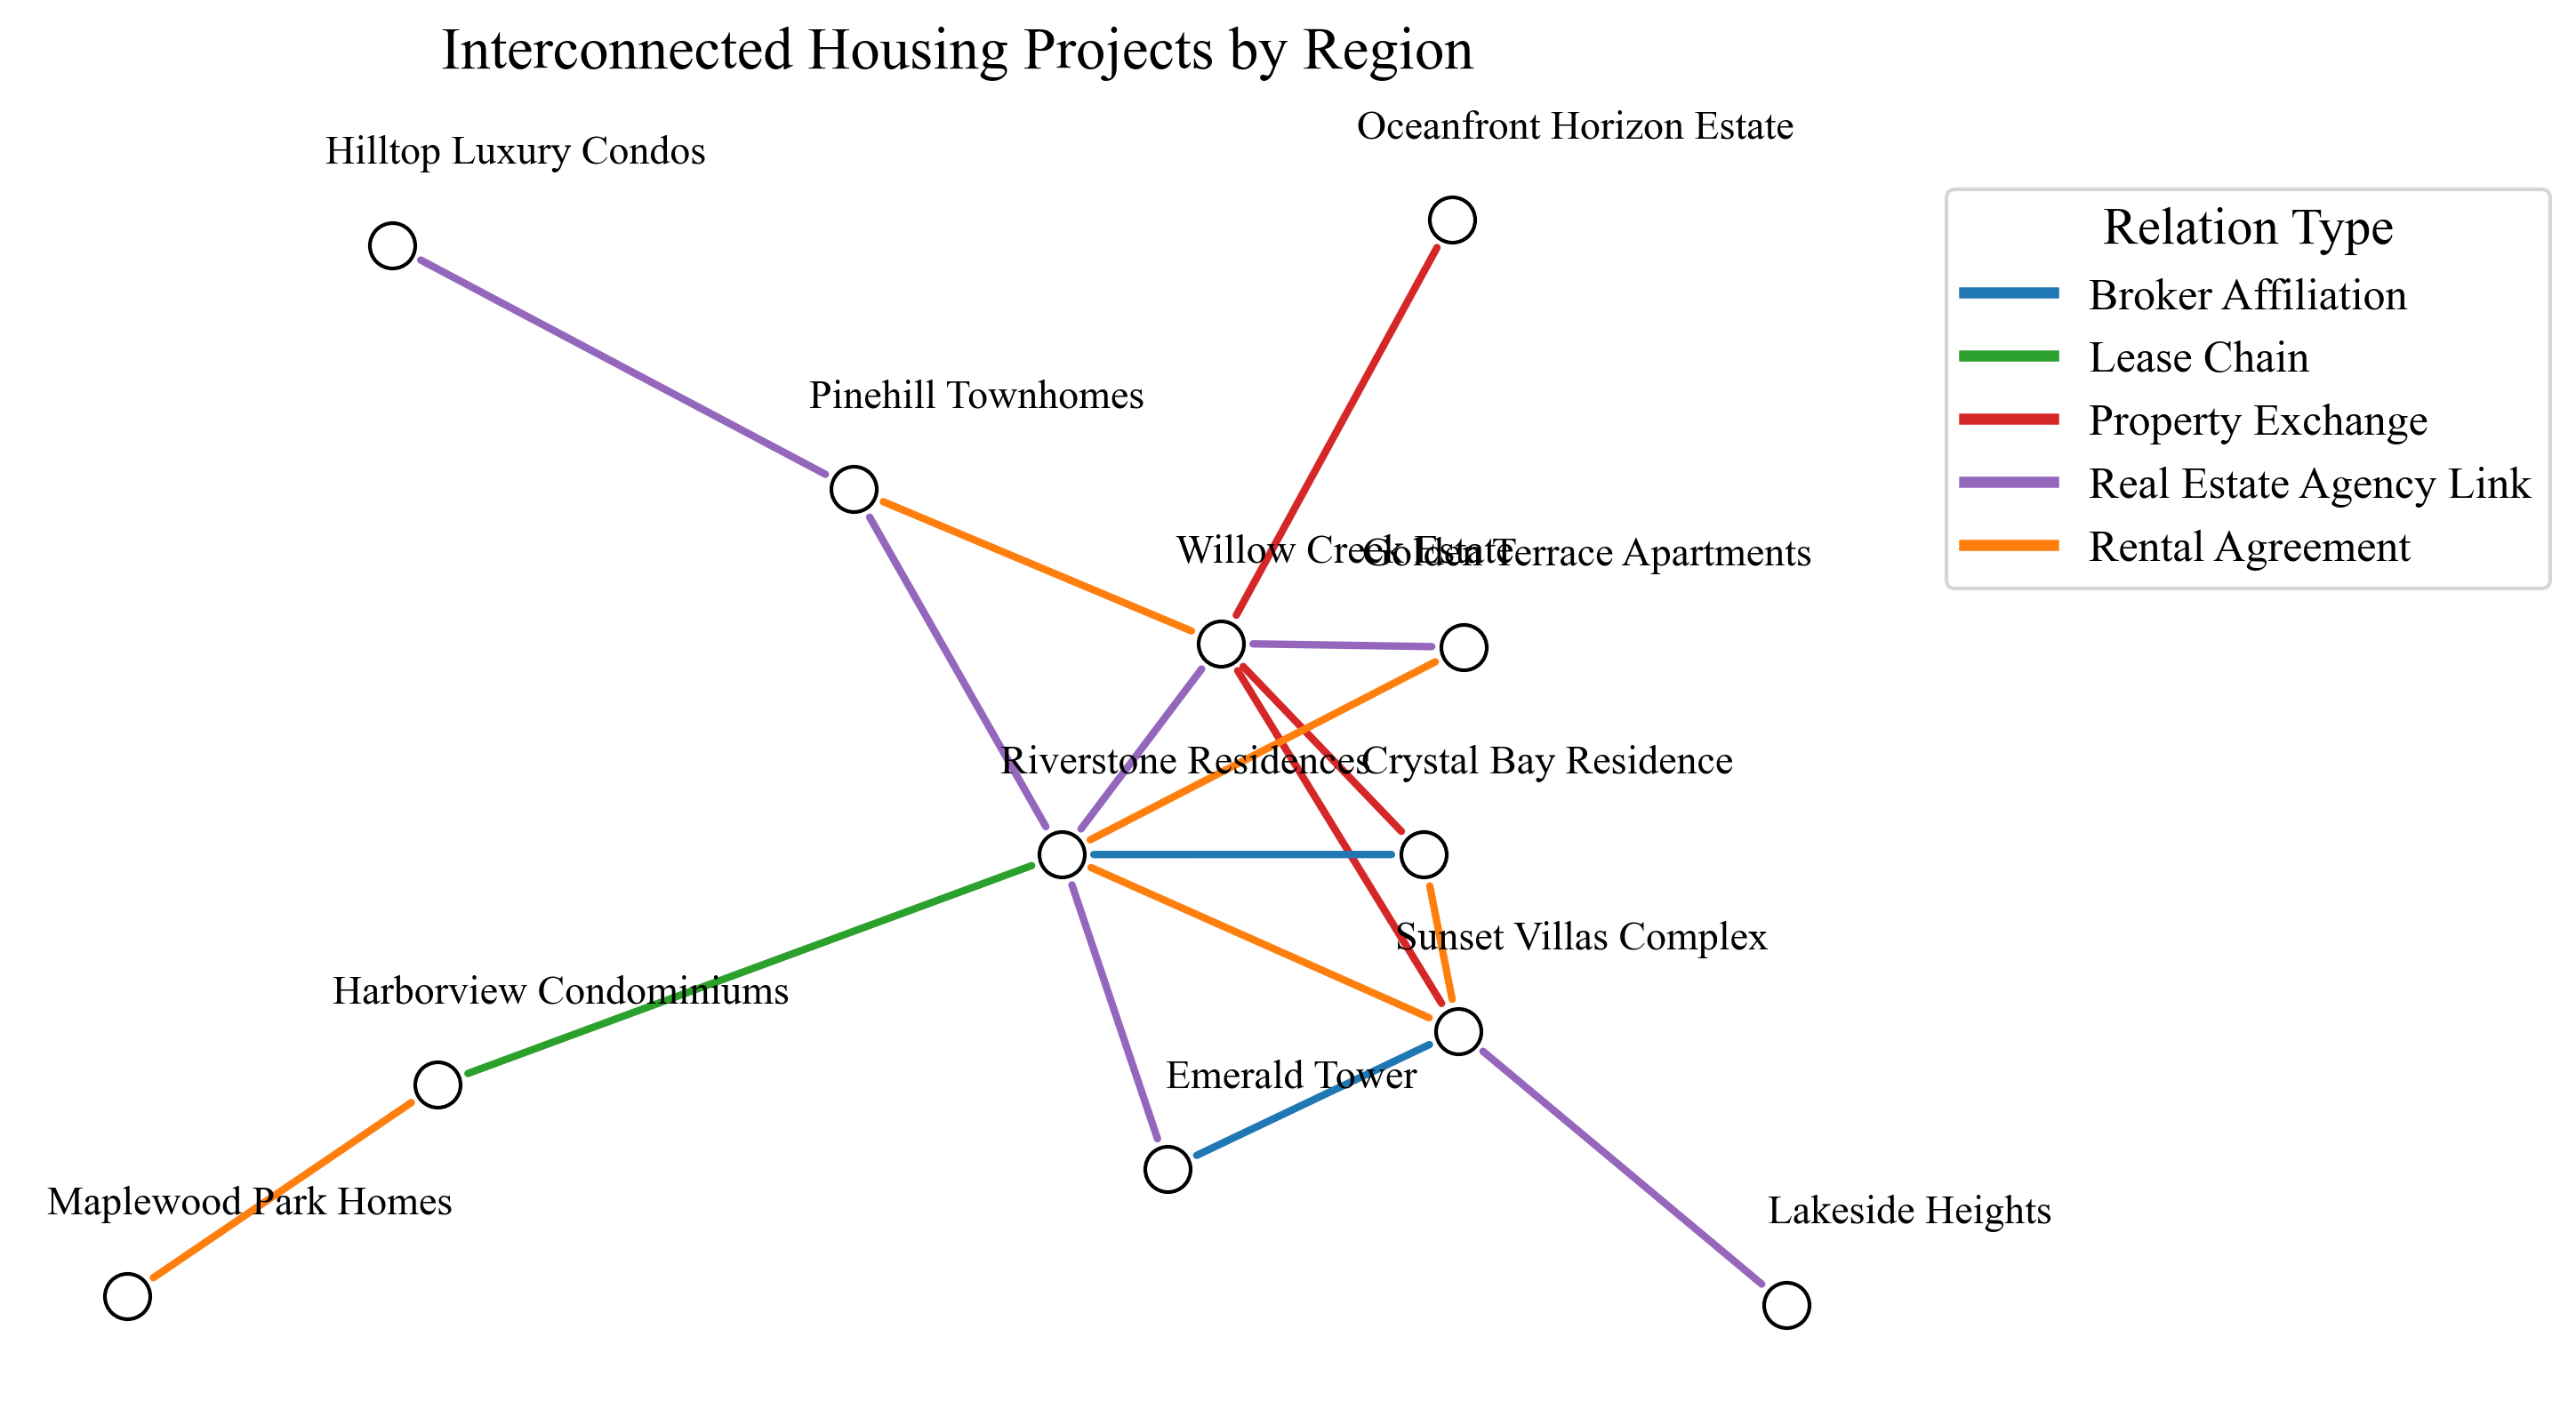 Interconnected Housing Projects by Region
Oceanfront Horizon Estate
Hilltop Luxury Condos
Relation Type
Broker Affiliation
Lease Chain
Property Exchange
Real Estate Agency Link
Rental Agreement
Pinehill Townhomes
Willow Creek Estate
Golden Terrace Apartments
Riverstone Residences
Crystal Bay Residence
Sunset Villas Complex
Harborview Condominiums
Emerald Tower
Maplewood Park Homes
Lakeside Heights